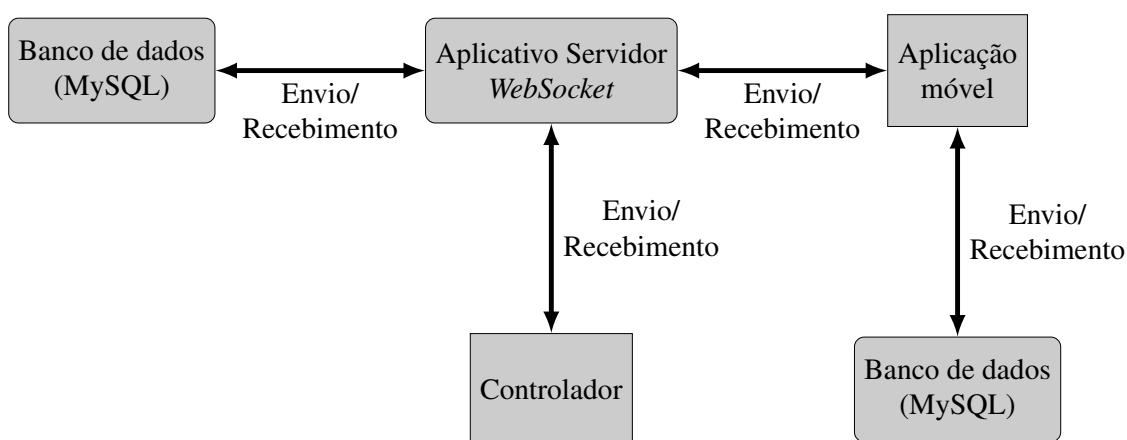 Banco de dados
(MySQL)
Envio/
Recebimento
Aplicativo Servidor
WebSocket
Envio/
Recebimento
Aplicação
móvel
Envio/
Recebimento
Envio/
Recebimento
Controlador
Banco de dados
(MySQL)